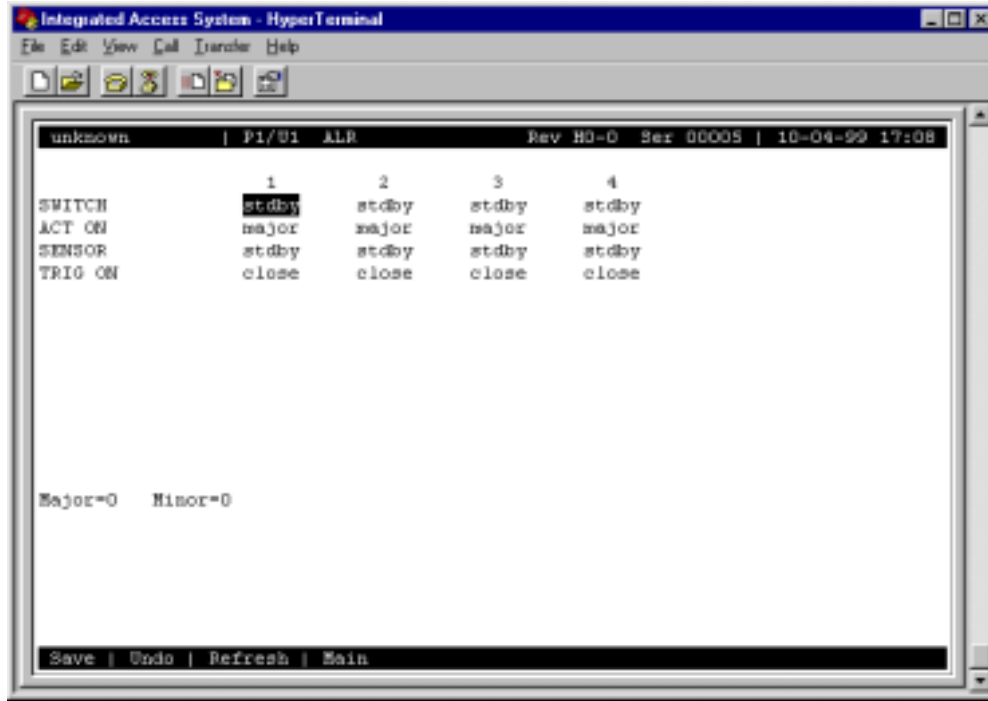 Integrated Access System - HyperTerminal
File Edit View Call Transfer Help
unknown | P1/U1 ALR Rev H0-0 Ser 00005 | 10-04-99 17:08
1 2 3 4
SWITCH stdby stdby stdby stdby
ACT ON major major major major
SENSOR stdby stdby stdby stdby
TRIG ON close close close close
Major=0 Minor=0
Save | Undo | Refresh | Main